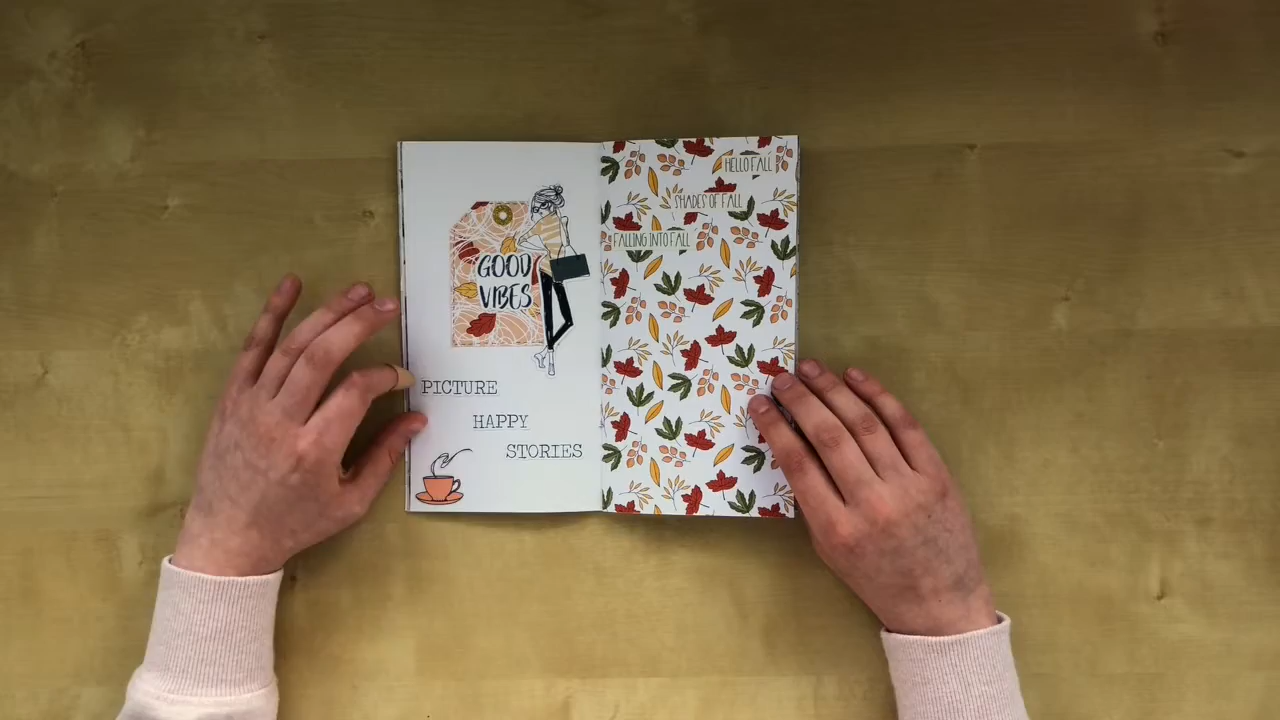 GOOD
VIBES
PICTURE
HAPPY
STORIES
HELLO FALL
SHADES OF FALL
FALLING INTO FALL